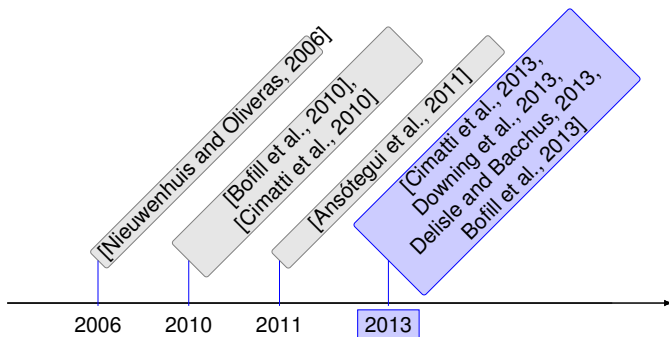 [Nieuwenhuis and Oliveras, 2006]
[Bofill et al., 2010],
[Cimatti et al., 2010]
[Ansótegui et al., 2011]
[Cimatti et al., 2013,
Downing et al., 2013,
Delisle and Bacchus, 2013,
Bofill et al., 2013]
2006
2010
2011
2013